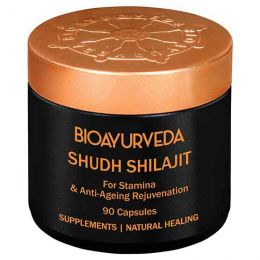 BIOAYURVEDA
SHUDH SHILAJIT
For Stamina
& Anti-Ageing Rejuvenation
90 Capsules
SUPPLEMENTS | NATURAL HEALING